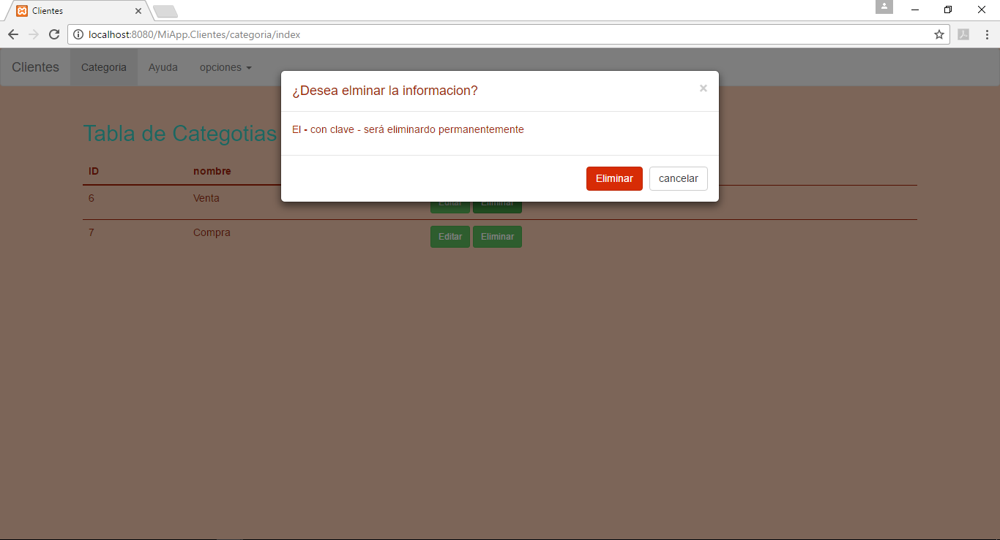 Clientes
localhost:8080/MiApp.Clientes/categoria/index
Clientes Categoria Ayuda opciones
¿Desea elminar la informacion? ×
El - con clave - será eliminardo permanentemente
Eliminar cancelar
Tabla de Categotias
ID nombre
6 Venta Editar Eliminar
7 Compra Editar Eliminar